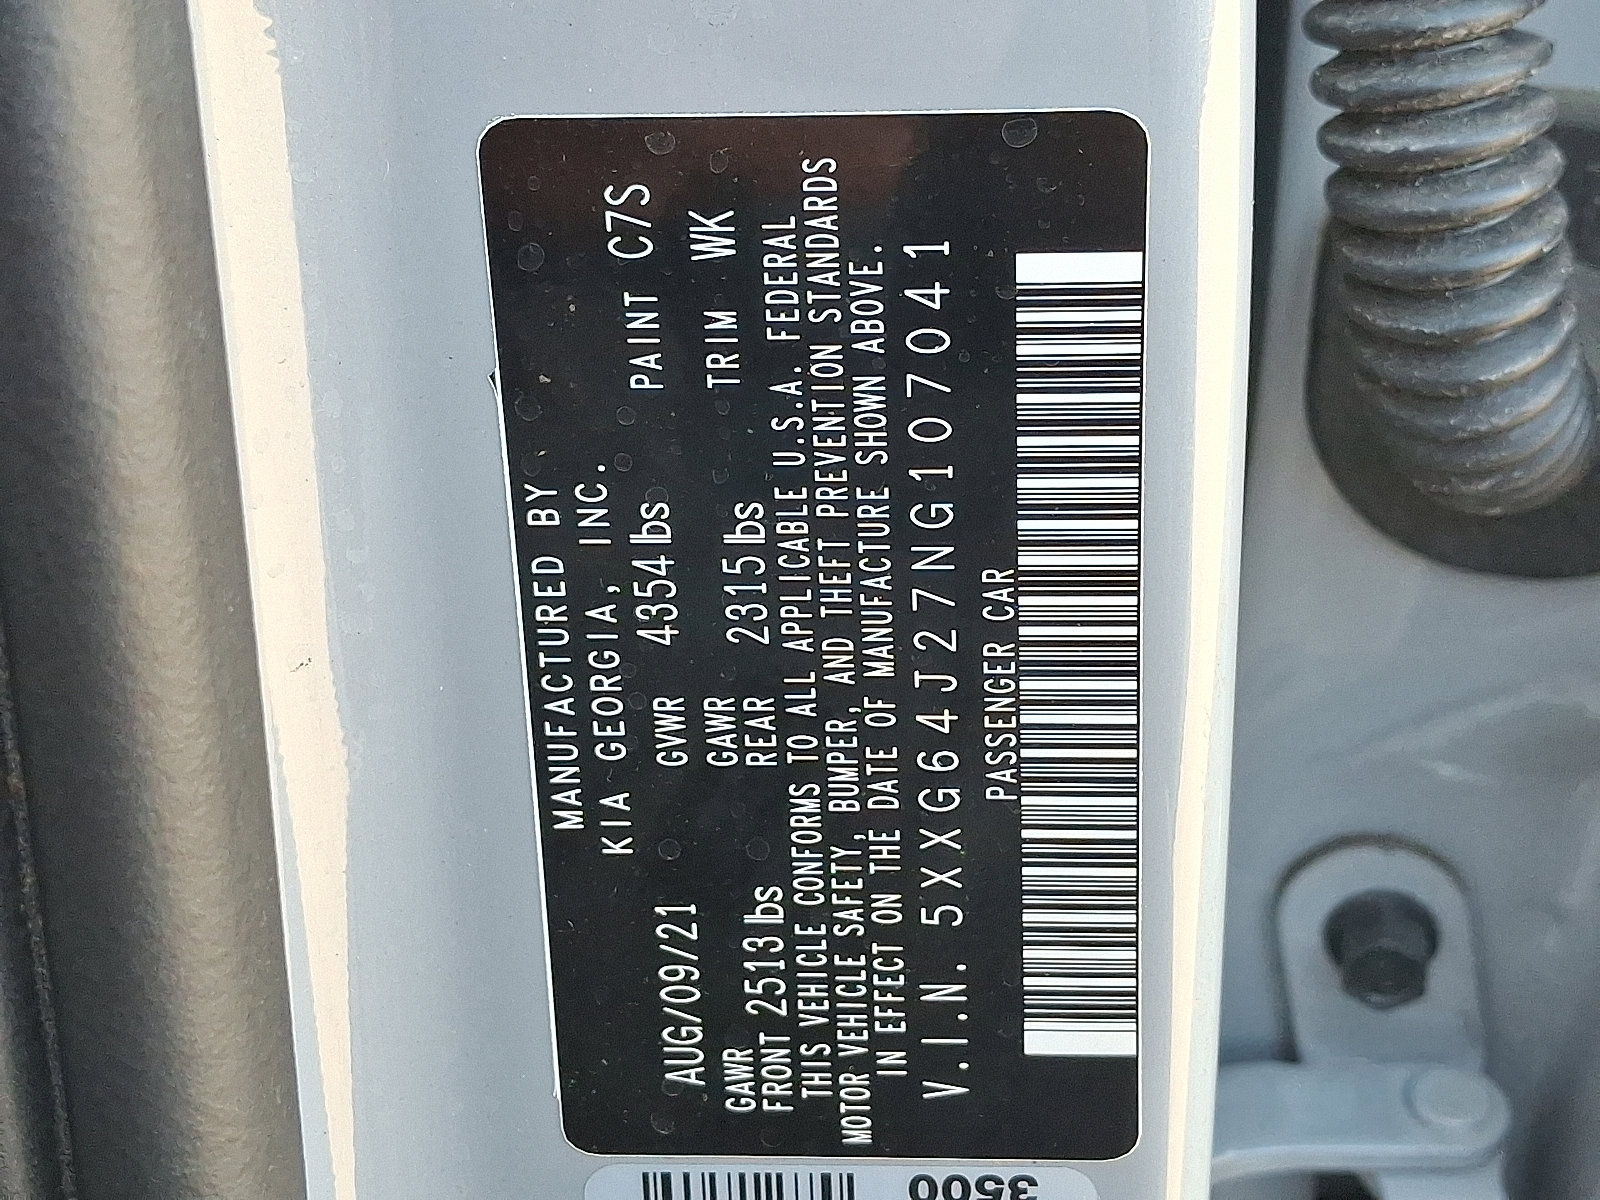 MANUFACTURED BY
KIA GEORGIA, INC.
AUG/09/21 GVWR 4354 lbs PAINT C7S
GAWR GAWR
FRONT 2513 lbs REAR 2315 lbs TRIM WK
THIS VEHICLE CONFORMS TO ALL APPLICABLE U.S.A. FEDERAL
MOTOR VEHICLE SAFETY, BUMPER, AND THEFT PREVENTION STANDARDS
IN EFFECT ON THE DATE OF MANUFACTURE SHOWN ABOVE.
V.I.N. 5XXG64J27NG107041
PASSENGER CAR
3500